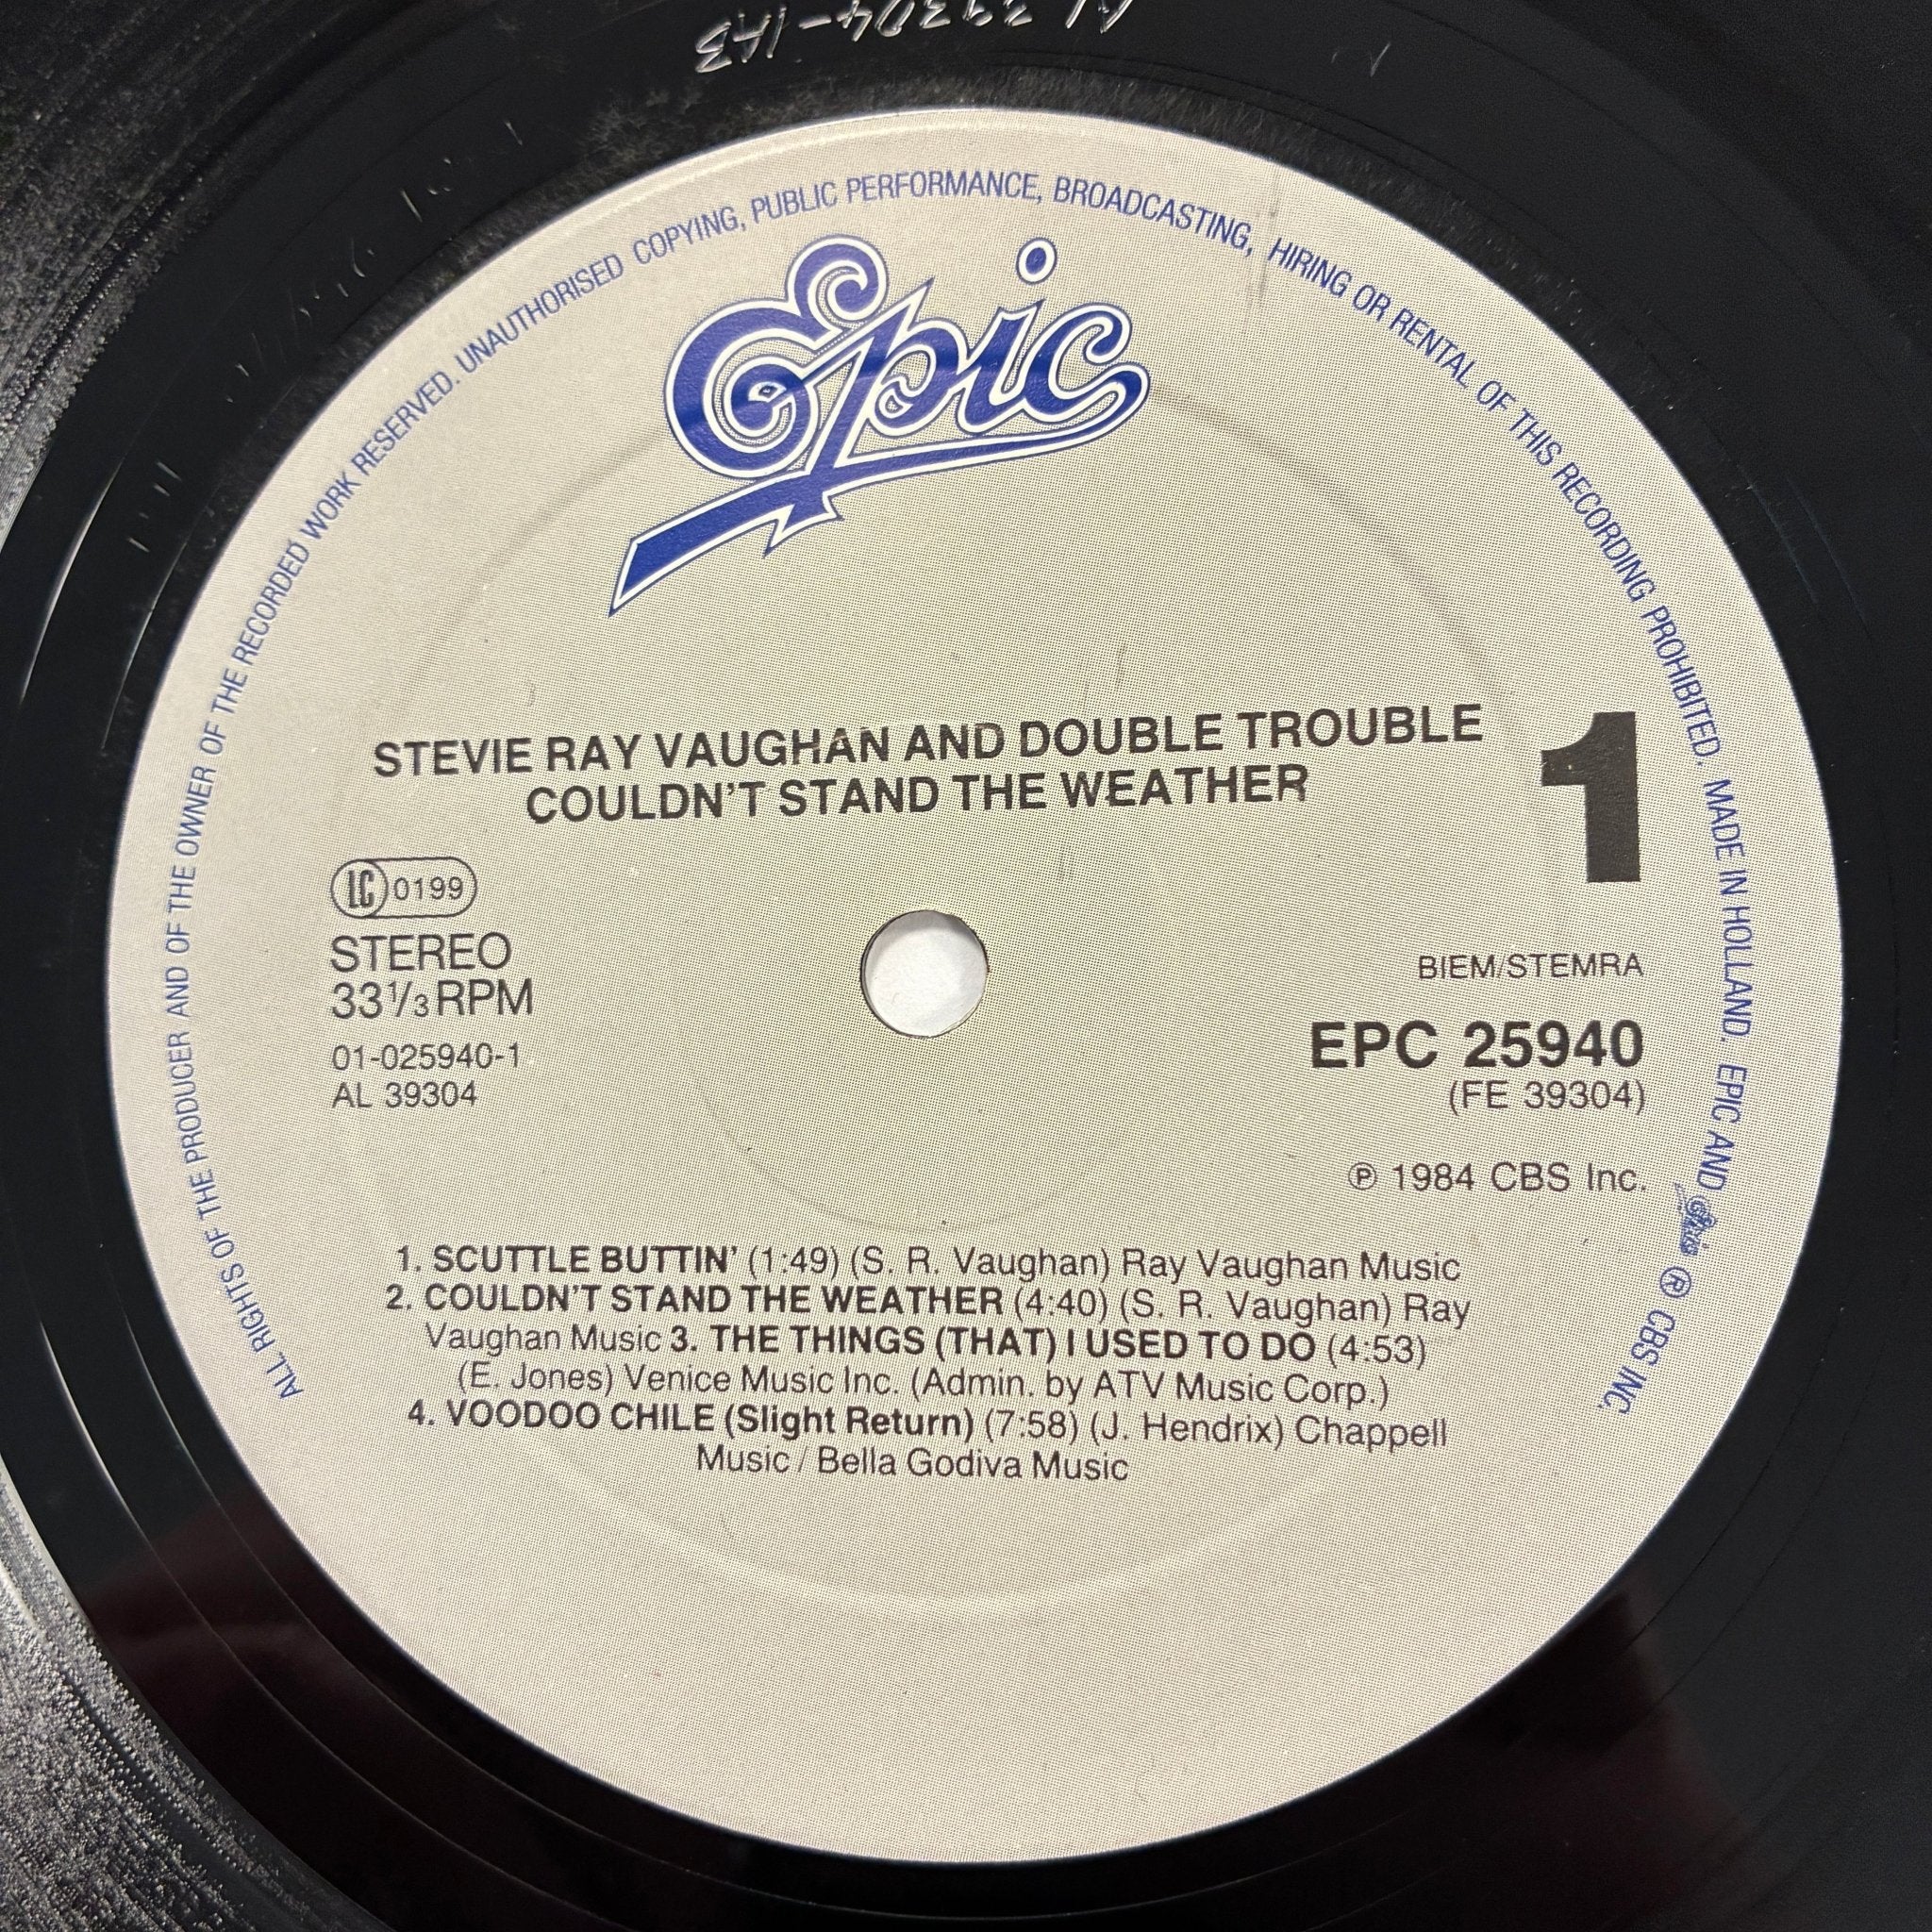 AL 39304-1A3
ALL RIGHTS OF THE PRODUCER AND OF THE OWNER OF THE RECORDED WORK RESERVED. UNAUTHORISED COPYING, PUBLIC PERFORMANCE, BROADCASTING, HIRING OR RENTAL OF THIS RECORDING PROHIBITED. MADE IN HOLLAND. EPIC AND Epic ® CBS INC.
Epic
STEVIE RAY VAUGHAN AND DOUBLE TROUBLE
COULDN'T STAND THE WEATHER
1
LC 0199
STEREO
33⅓ RPM
01-025940-1
AL 39304
BIEM/STEMRA
EPC 25940
(FE 39304)
℗ 1984 CBS Inc.
1. SCUTTLE BUTTIN' (1:49) (S. R. Vaughan) Ray Vaughan Music
2. COULDN'T STAND THE WEATHER (4:40) (S. R. Vaughan) Ray
Vaughan Music 3. THE THINGS (THAT) I USED TO DO (4:53)
(E. Jones) Venice Music Inc. (Admin. by ATV Music Corp.)
4. VOODOO CHILE (Slight Return) (7:58) (J. Hendrix) Chappell
Music / Bella Godiva Music